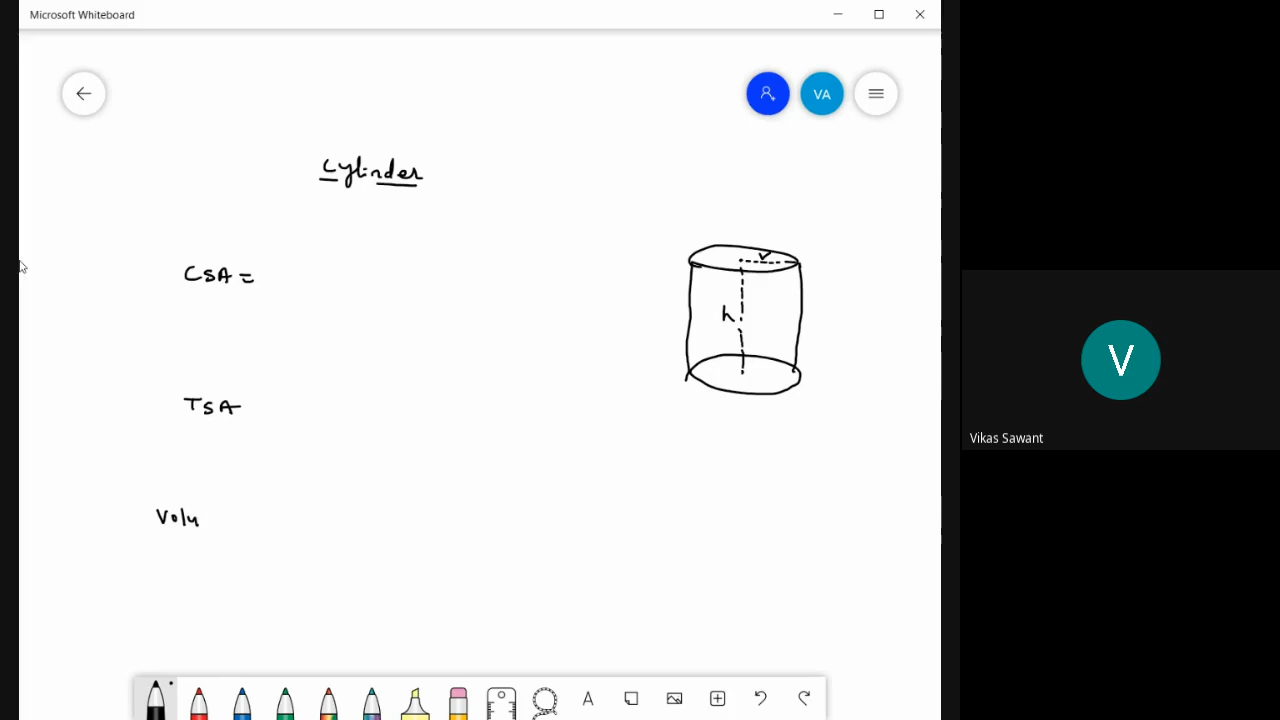 Microsoft Whiteboard
VA
Cylinder
CSA =
r
h
TSA
Volu
V
Vikas Sawant
A